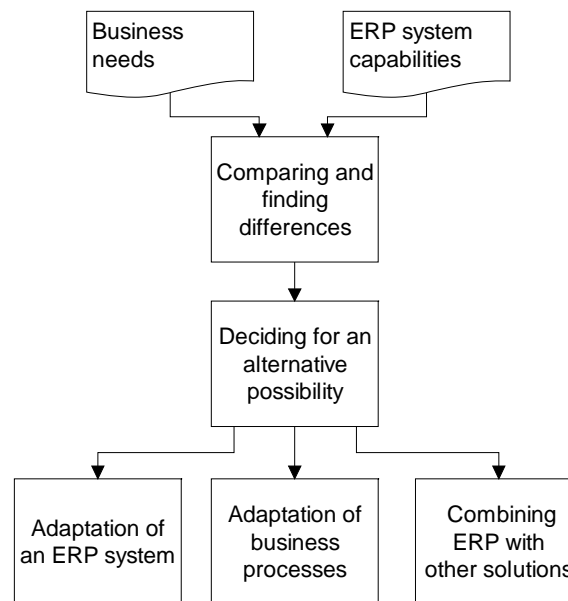 Business
needs
ERP system
capabilities
Comparing and
finding
differences
Deciding for an
alternative
possibility
Adaptation of
an ERP system
Adaptation of
business
processes
Combining
ERP with
other solutions